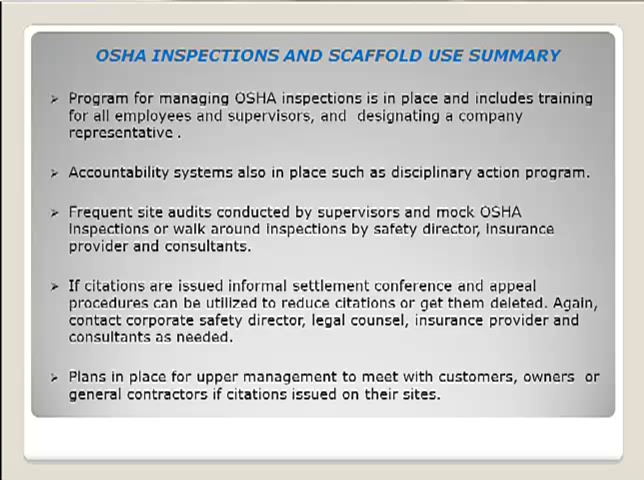 OSHA INSPECTIONS AND SCAFFOLD USE SUMMARY
Program for managing OSHA inspections is in place and includes training
for all employees and supervisors, and designating a company
representative .
Accountability systems also in place such as disciplinary action program.
Frequent site audits conducted by supervisors and mock OSHA
inspections or walk around inspections by safety director, insurance
provider and consultants.
If citations are issued informal settlement conference and appeal
procedures can be utilized to reduce citations or get them deleted. Again,
contact corporate safety director, legal counsel, insurance provider and
consultants as needed.
Plans in place for upper management to meet with customers, owners or
general contractors if citations issued on their sites.